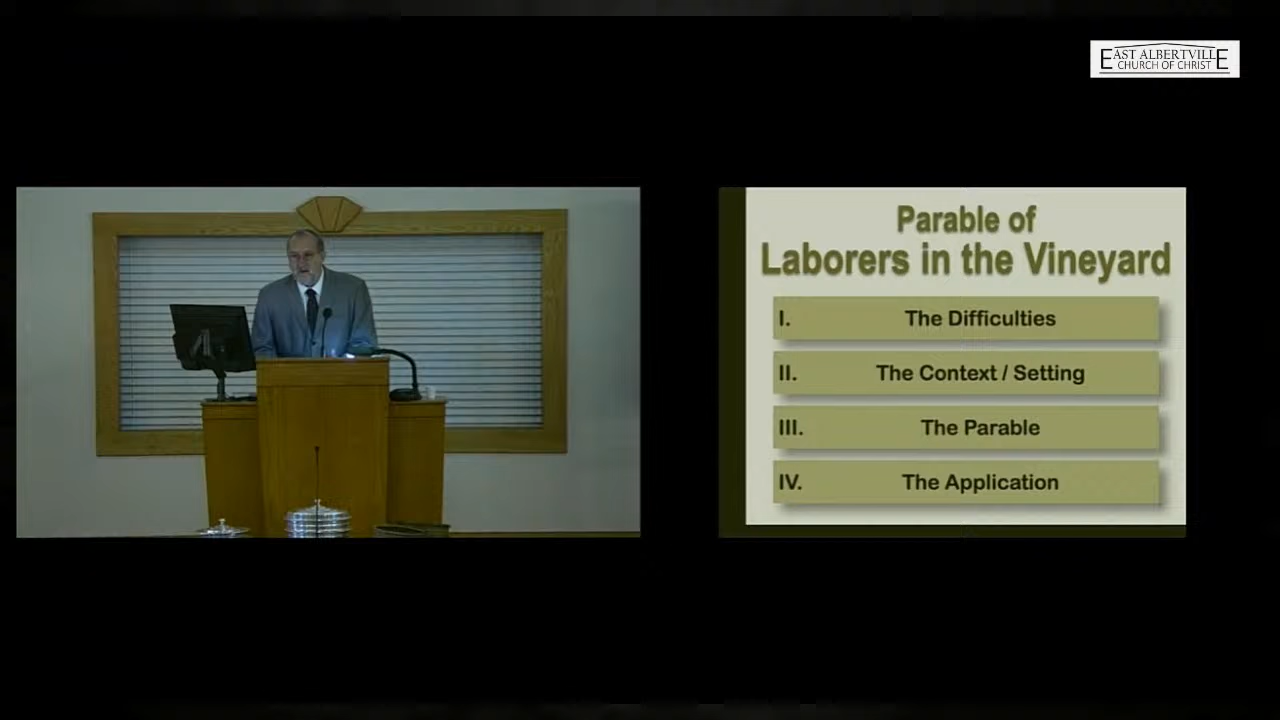 EAST ALBERTVILLE
CHURCH OF CHRIST
Parable of
Laborers in the Vineyard
I. The Difficulties
II. The Context / Setting
III. The Parable
IV. The Application